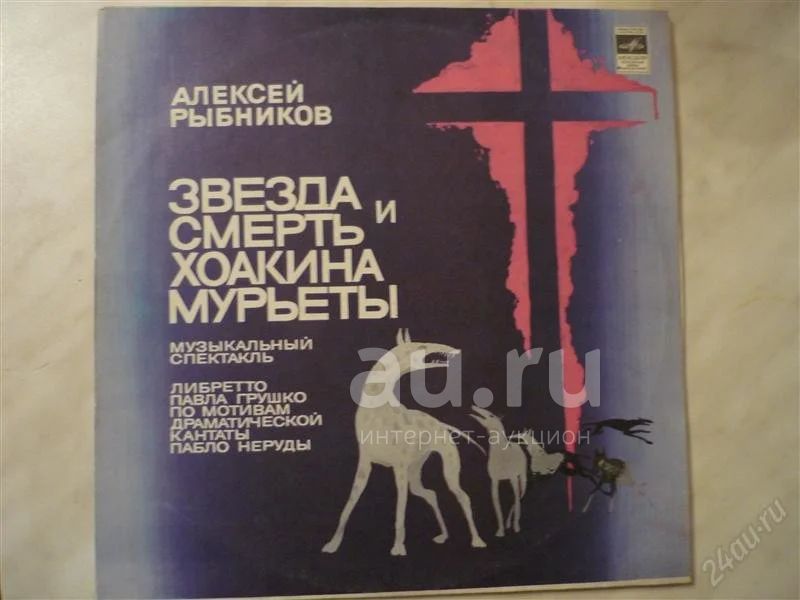 АЛЕКСЕЙ
РЫБНИКОВ
ЗВЕЗДА
И
СМЕРТЬ
ХОАКИНА
МУРЬЕТЫ
МУЗЫКАЛЬНЫЙ
СПЕКТАКЛЬ
ЛИБРЕТТО
ПАВЛА ГРУШКО
ПО МОТИВАМ
ДРАМАТИЧЕСКОЙ
КАНТАТЫ
ПАБЛО НЕРУДЫ
au.ru
интернет-аукцион
24au.ru